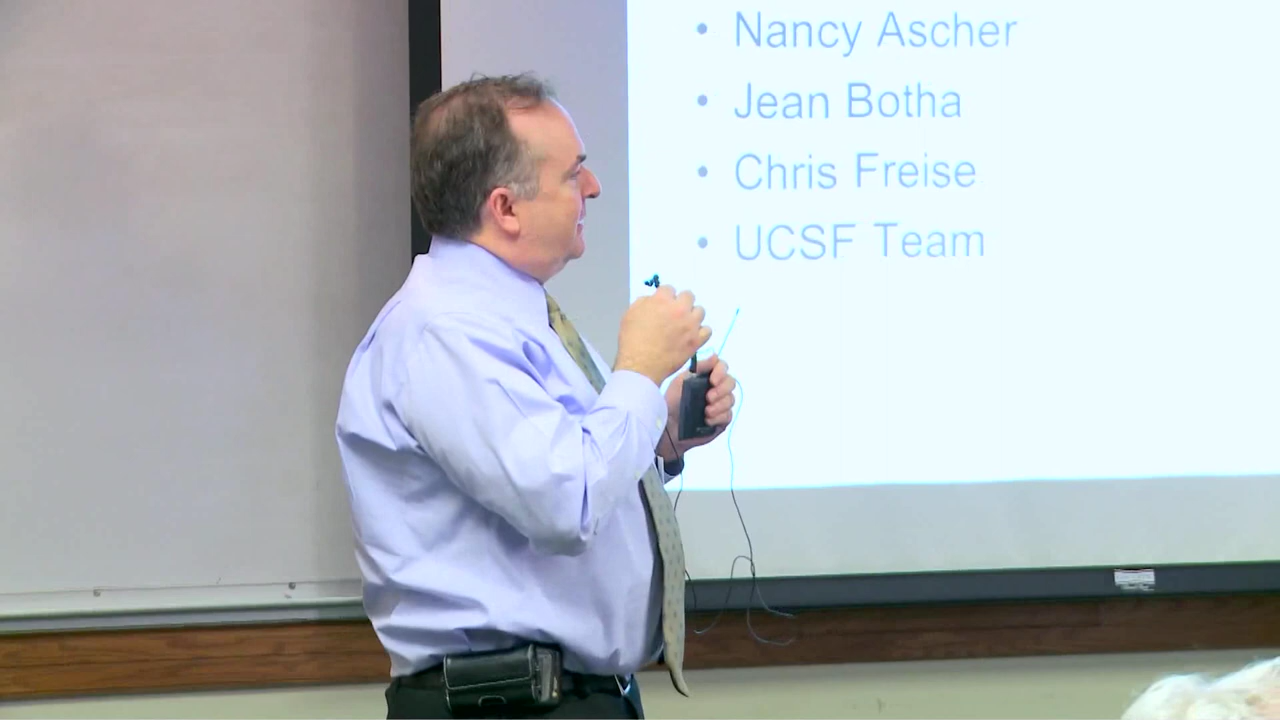 • Nancy Ascher
• Jean Botha
• Chris Freise
• UCSF Team